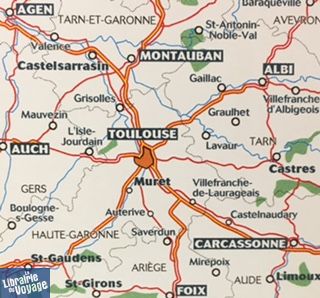 AGEN
TARN-ET-GARONNE
Baraqueville
AVEYRON
Valence
St-Antonin-
Noble-Val
Castelsarrasin
MONTAUBAN
ALBI
Gaillac
Grisolles
Villefranche
d'Albigeois
Mauvezin
Graulhet
L'Isle-
Jourdain
TOULOUSE
TARN
AUCH
Lavaur
Castres
Muret
GERS
Villefranche-
de-Laurageais
Boulogne-
s-Gesse
Auterive
Castelnaudary
HAUTE-GARONNE
Saverdun
CARCASSONNE
St-Gaudens
ARIÈGE
Mirepoix
St-Girons
AUDE
Limoux
FOIX
La Librairie
du Voyage